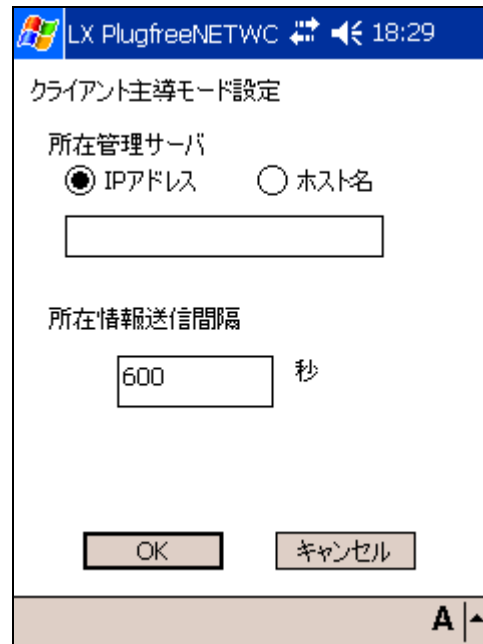 LX PlugfreeNETWC 18:29
クライアント主導モード設定
所在管理サーバ
IPアドレス ホスト名
所在情報送信間隔
600 秒
OK キャンセル
A